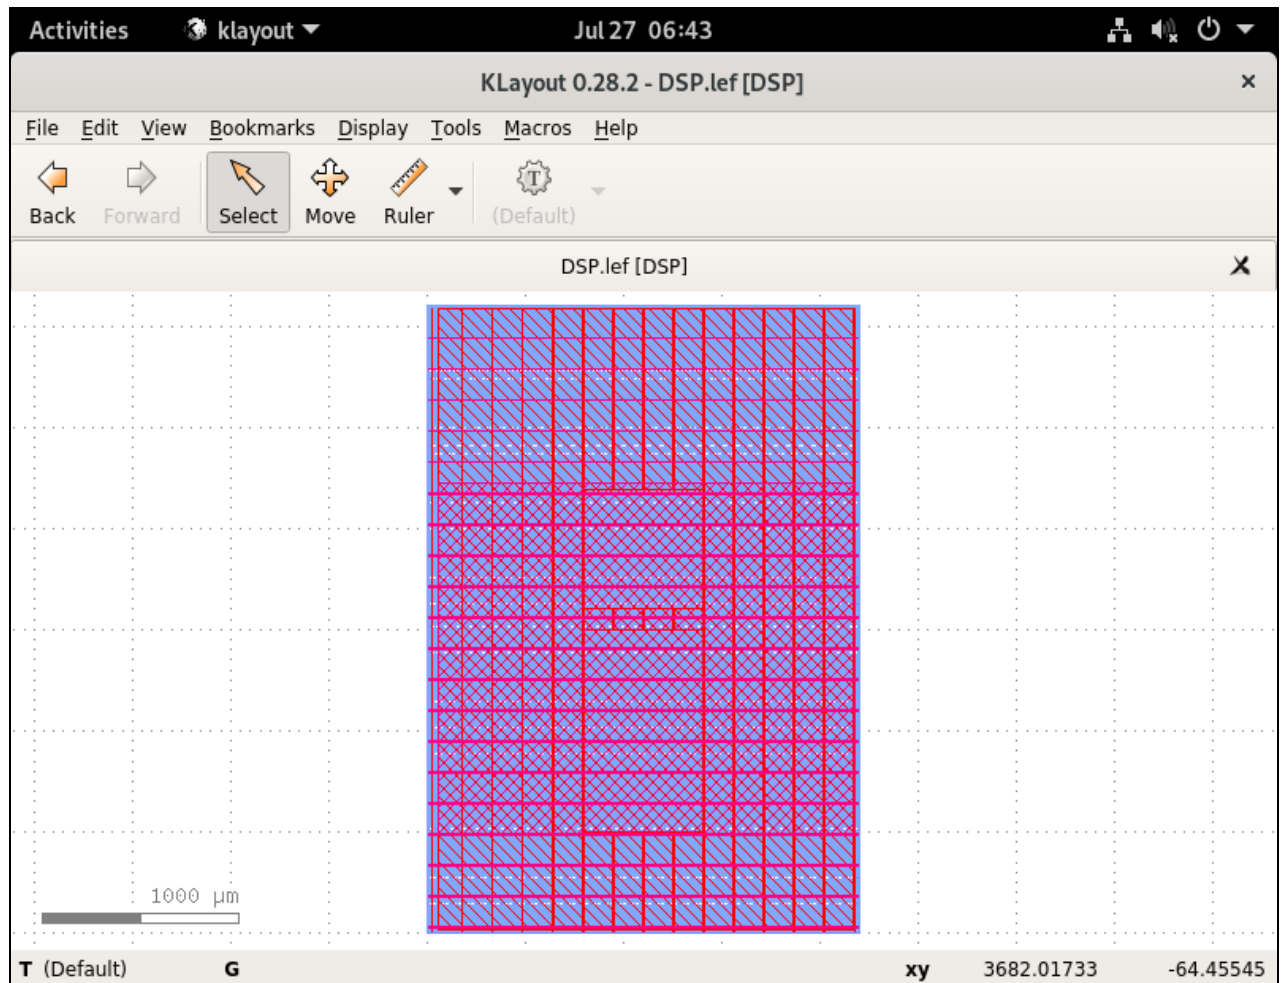 Activities klayout Jul 27 06:43
KLayout 0.28.2 - DSP.lef [DSP] ×
File Edit View Bookmarks Display Tools Macros Help
T
Back Forward Select Move Ruler (Default)
DSP.lef [DSP] X
1000 µm
T (Default) G xy 3682.01733 -64.45545